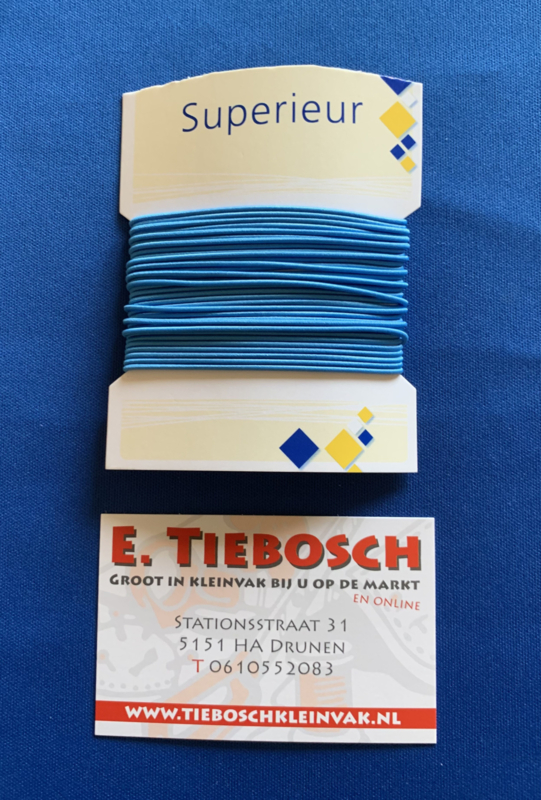 Superieur
E. TIEBOSCH
GROOT IN KLEINVAK BIJ U OP DE MARKT
EN ONLINE
STATIONSSTRAAT 31
5151 HA DRUNEN
T 0610552083
WWW.TIEBOSCHKLEINVAK.NL